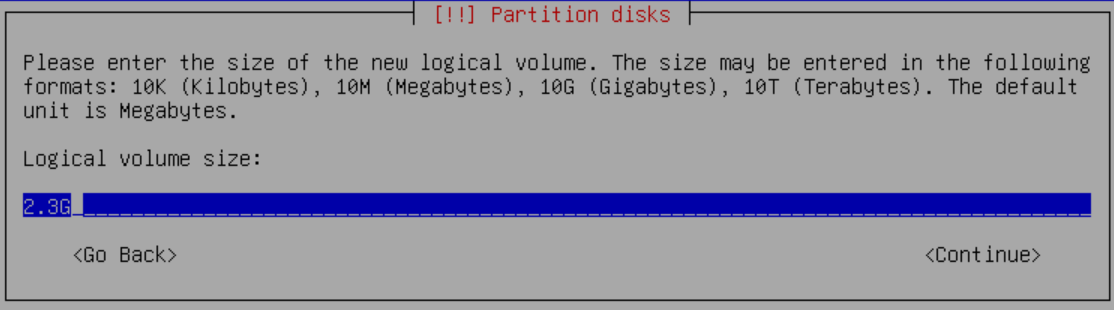 [!!] Partition disks
Please enter the size of the new logical volume. The size may be entered in the following
formats: 10K (Kilobytes), 10M (Megabytes), 10G (Gigabytes), 10T (Terabytes). The default
unit is Megabytes.
Logical volume size:
2.3G
<Go Back> <Continue>